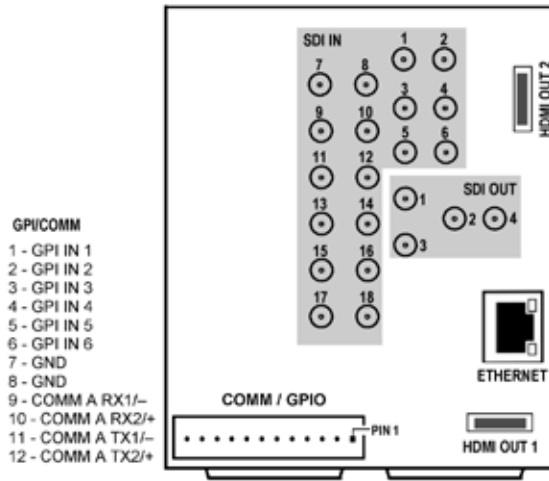 SDI IN
1 2
7 8
3 4
9 10
5 6
11 12
13 14
15 16
17 18
SDI OUT
1
2 4
3
HDMI OUT 2
ETHERNET
HDMI OUT 1
COMM / GPIO
PIN 1
GPI/COMM
1 - GPI IN 1
2 - GPI IN 2
3 - GPI IN 3
4 - GPI IN 4
5 - GPI IN 5
6 - GPI IN 6
7 - GND
8 - GND
9 - COMM A RX1/–
10 - COMM A RX2/+
11 - COMM A TX1/–
12 - COMM A TX2/+